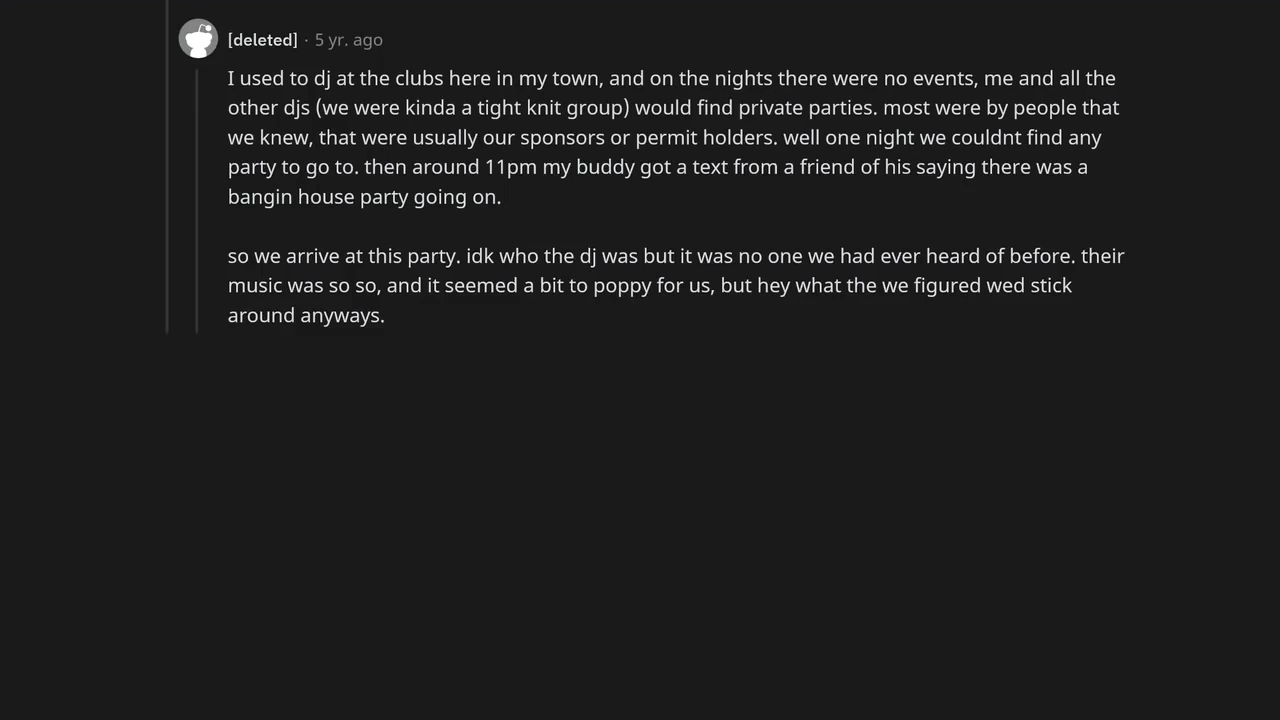 [deleted] · 5 yr. ago
I used to dj at the clubs here in my town, and on the nights there were no events, me and all the
other djs (we were kinda a tight knit group) would find private parties. most were by people that
we knew, that were usually our sponsors or permit holders. well one night we couldnt find any
party to go to. then around 11pm my buddy got a text from a friend of his saying there was a
bangin house party going on.
so we arrive at this party. idk who the dj was but it was no one we had ever heard of before. their
music was so so, and it seemed a bit to poppy for us, but hey what the we figured wed stick
around anyways.